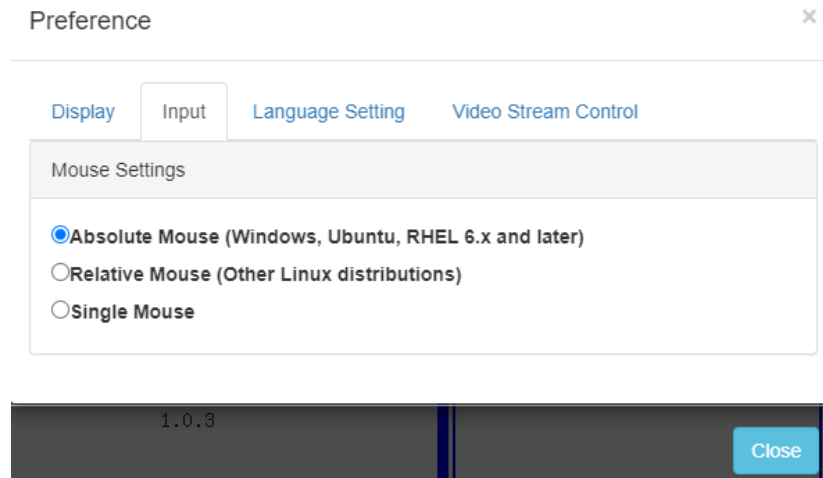 Preference
×
Display Input Language Setting Video Stream Control
Mouse Settings
Absolute Mouse (Windows, Ubuntu, RHEL 6.x and later)
Relative Mouse (Other Linux distributions)
Single Mouse
1.0.3
Close